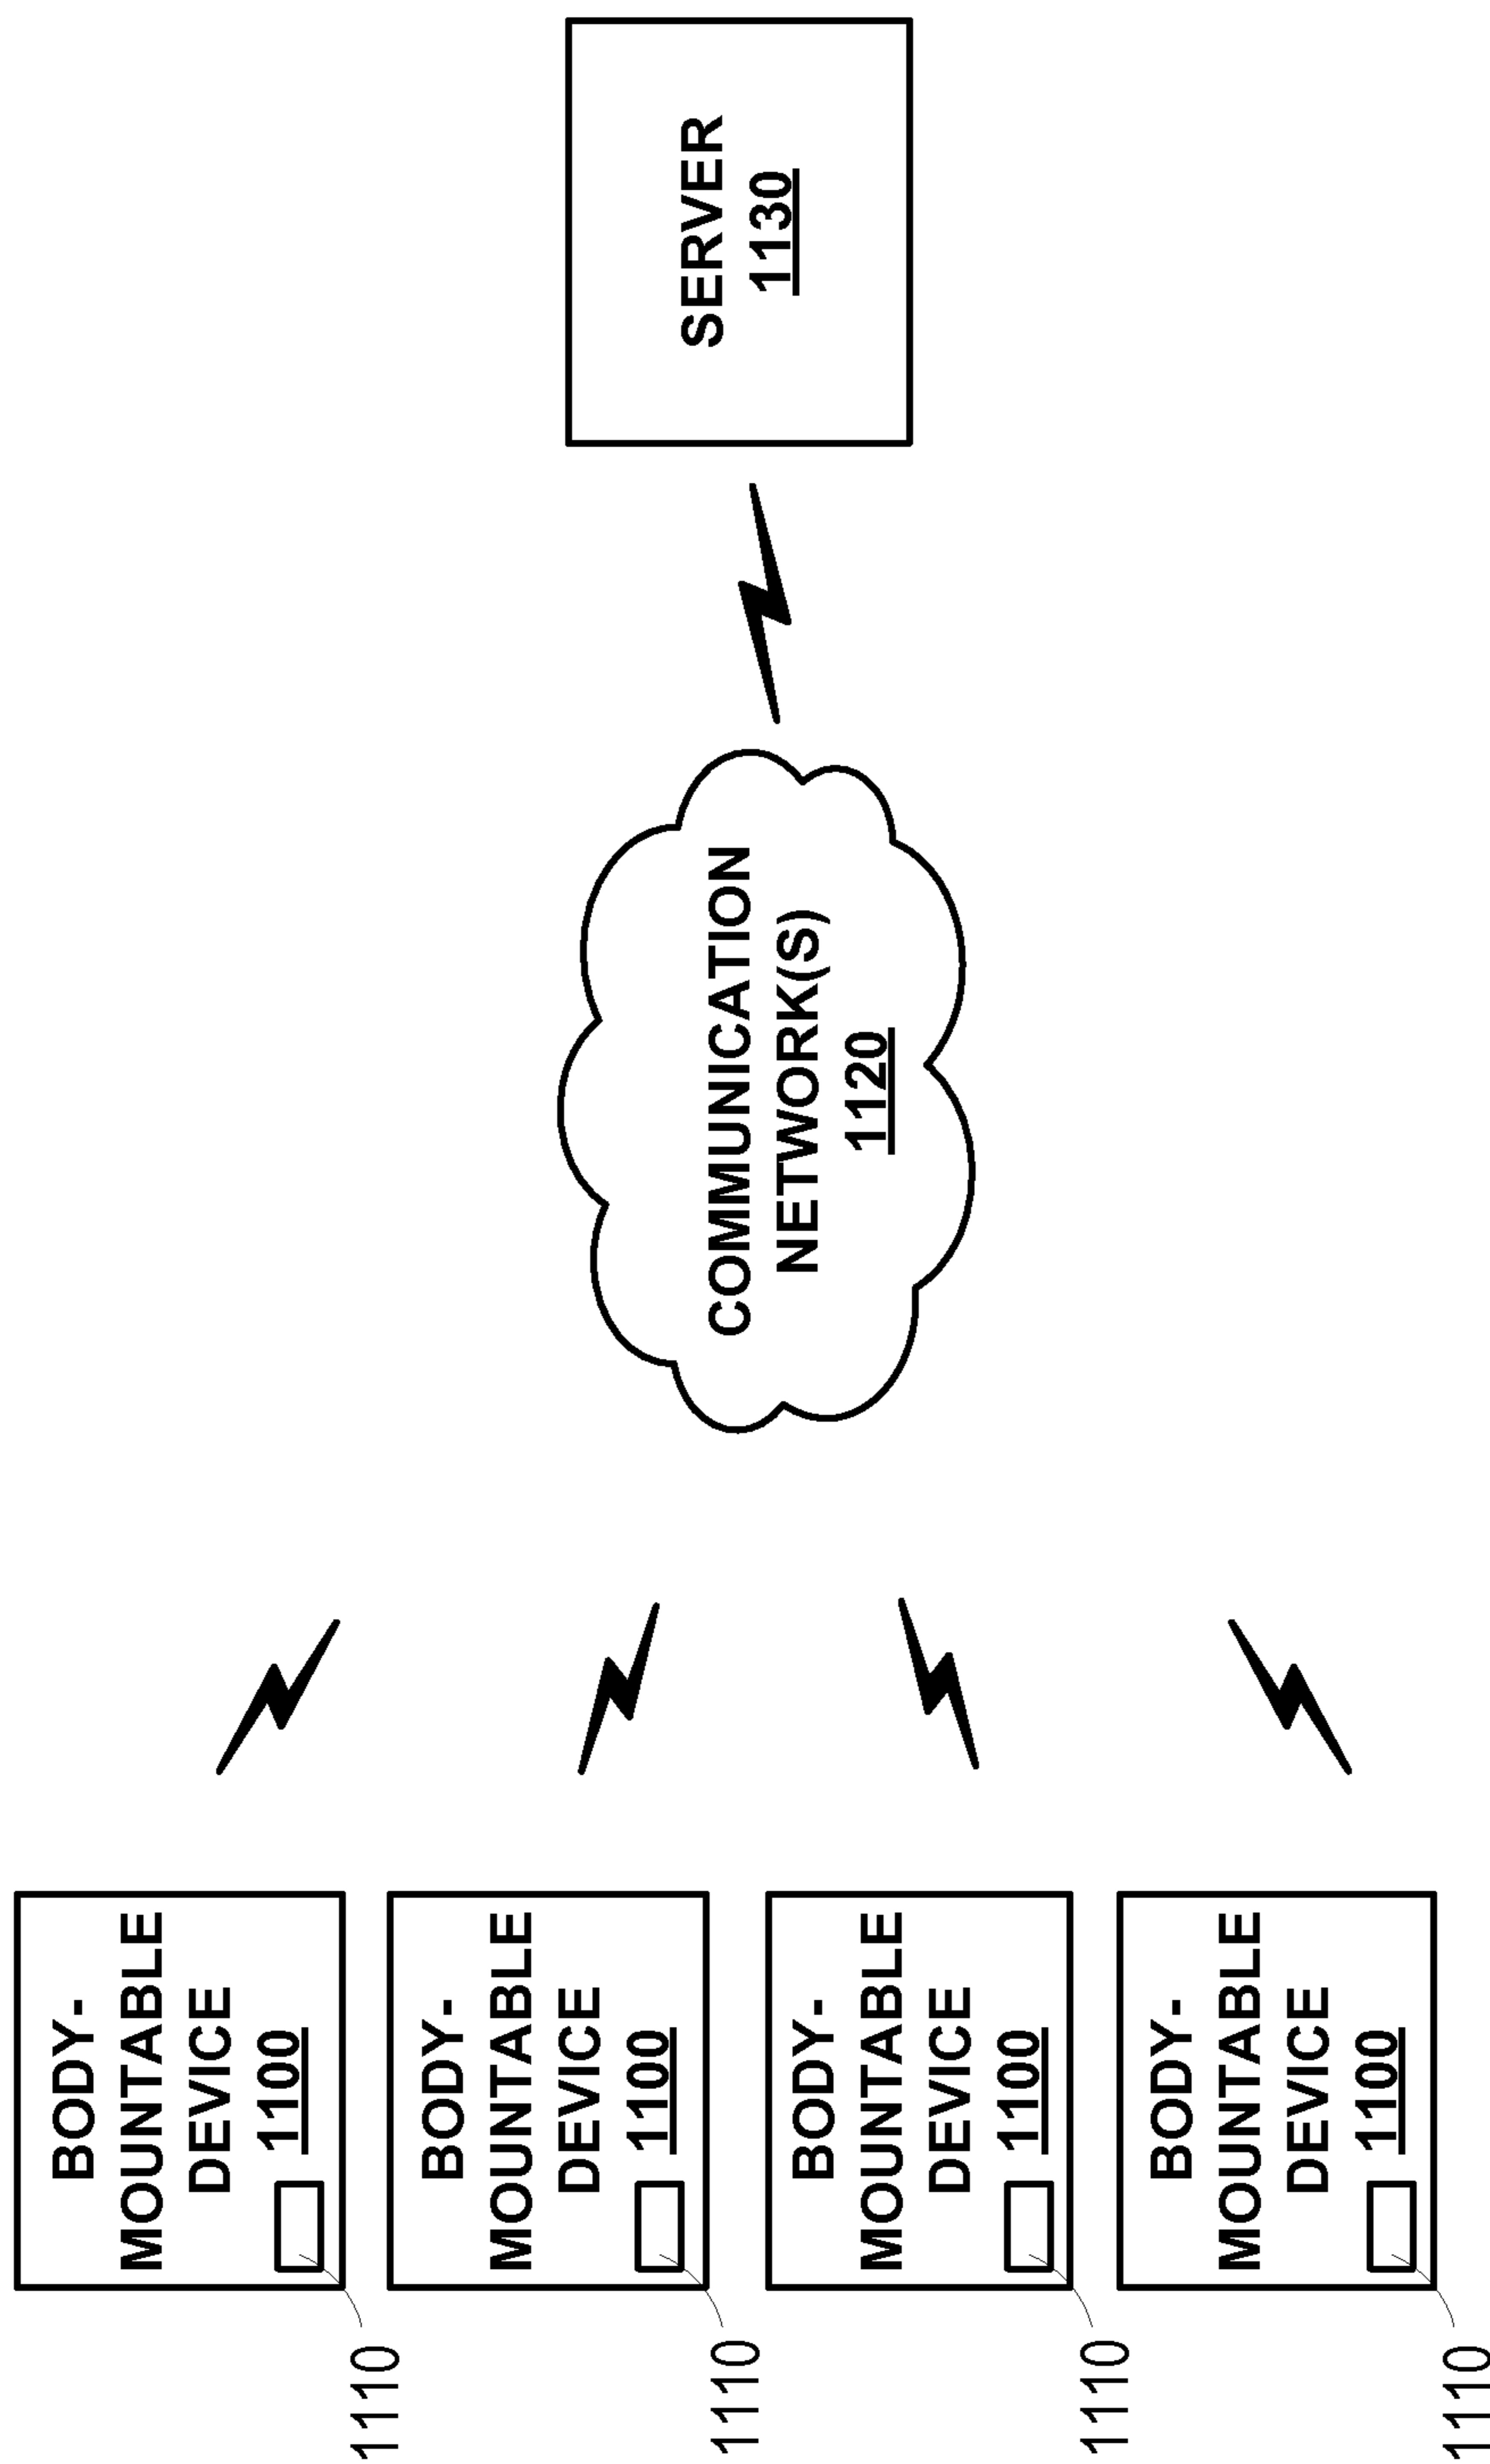 BODY-
MOUNTABLE
DEVICE
1100
1110
BODY-
MOUNTABLE
DEVICE
1100
1110
BODY-
MOUNTABLE
DEVICE
1100
1110
BODY-
MOUNTABLE
DEVICE
1100
1110
COMMUNICATION
NETWORK(S)
1120
SERVER
1130